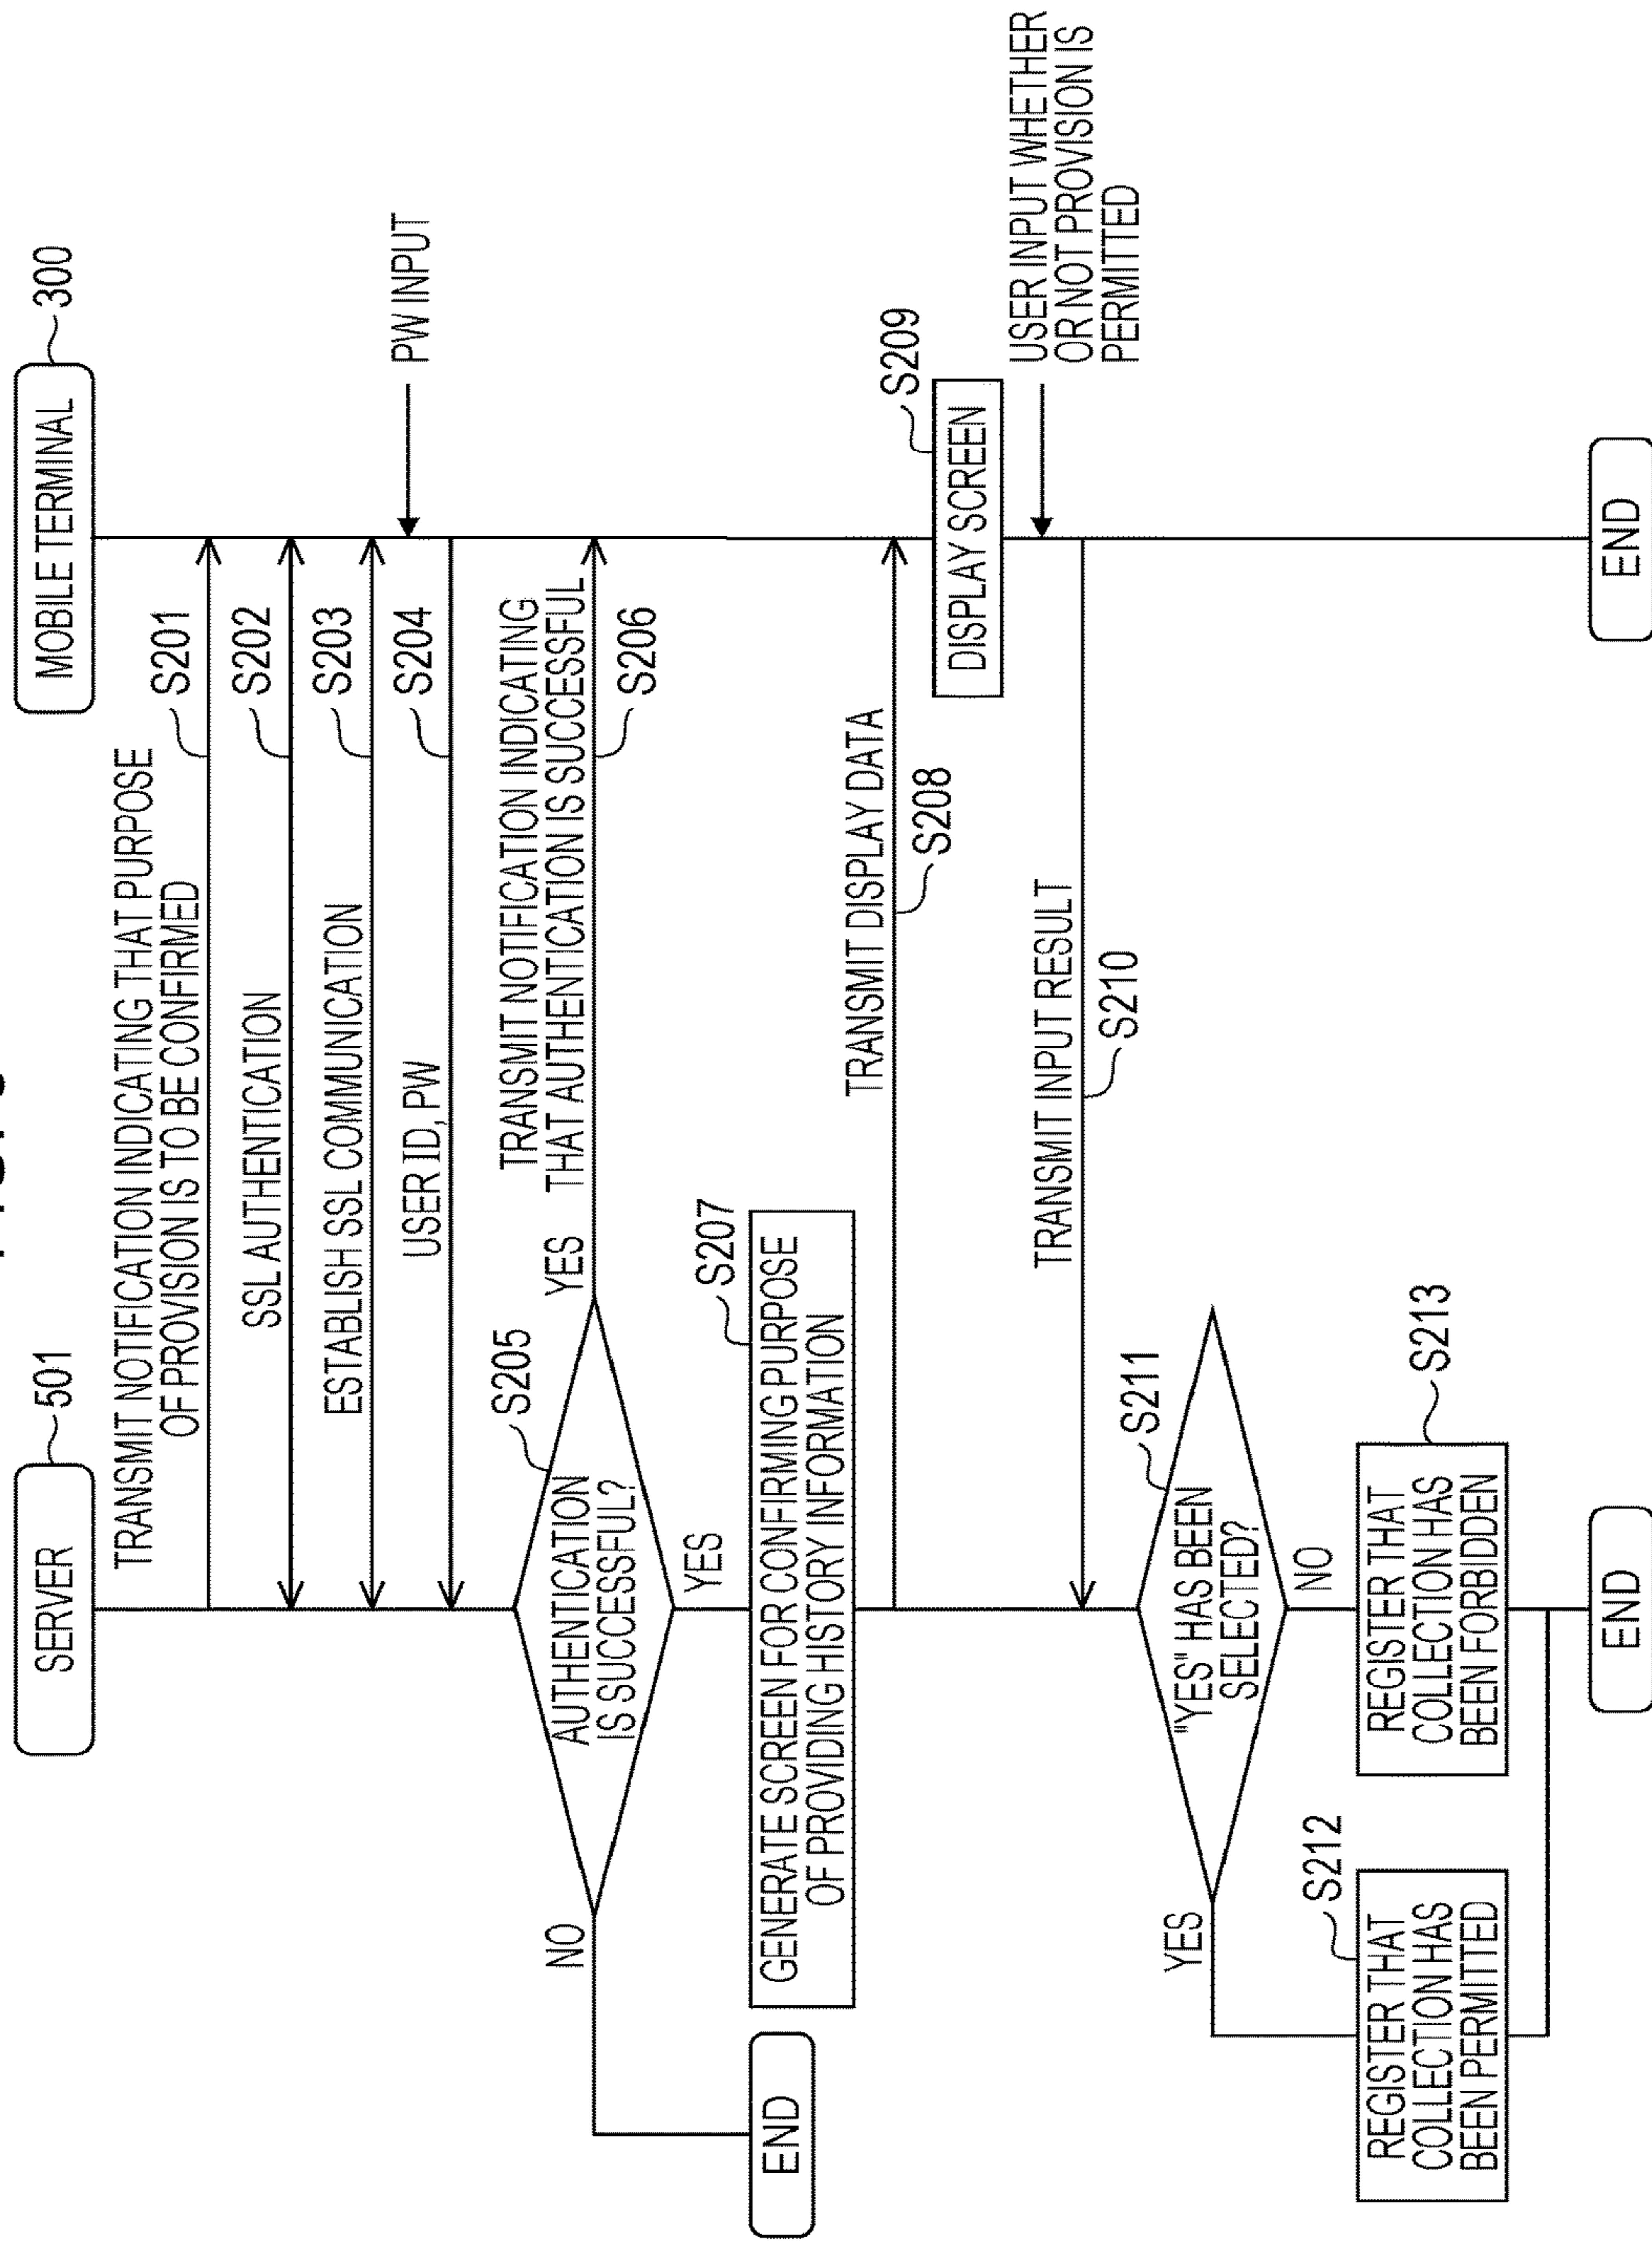 SERVER
501
MOBILE TERMINAL
300
TRANSMIT NOTIFICATION INDICATING THAT PURPOSE
OF PROVISION IS TO BE CONFIRMED
S201
SSL AUTHENTICATION
S202
ESTABLISH SSL COMMUNICATION
S203
PW INPUT
USER ID, PW
S204
S205
AUTHENTICATION
IS SUCCESSFUL?
NO
END
YES
TRANSMIT NOTIFICATION INDICATING
THAT AUTHENTICATION IS SUCCESSFUL
S206
YES
S207
GENERATE SCREEN FOR CONFIRMING PURPOSE
OF PROVIDING HISTORY INFORMATION
TRANSMIT DISPLAY DATA
S208
S209
DISPLAY SCREEN
USER INPUT WHETHER
OR NOT PROVISION IS
PERMITTED
TRANSMIT INPUT RESULT
S210
S211
"YES" HAS BEEN
SELECTED?
YES
NO
S212
REGISTER THAT
COLLECTION HAS
BEEN PERMITTED
S213
REGISTER THAT
COLLECTION HAS
BEEN FORBIDDEN
END
END